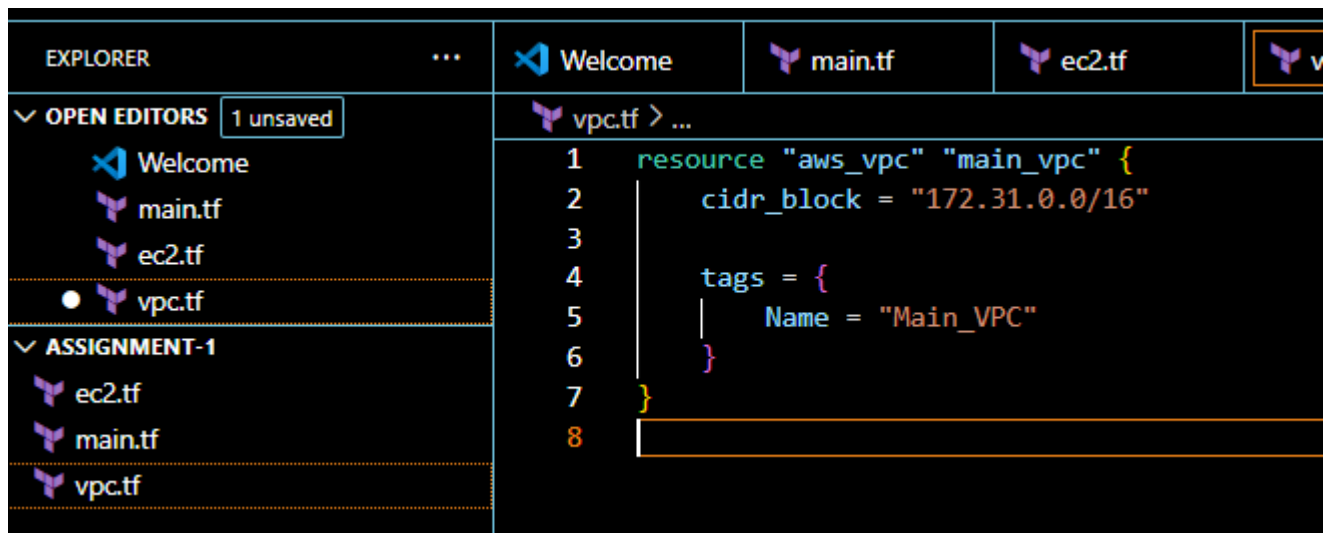 EXPLORER ...
OPEN EDITORS 1 unsaved
Welcome
main.tf
ec2.tf
vpc.tf
ASSIGNMENT-1
ec2.tf
main.tf
vpc.tf
Welcome main.tf ec2.tf
vpc.tf > ...
1 resource "aws_vpc" "main_vpc" {
2 cidr_block = "172.31.0.0/16"
3
4 tags = {
5 Name = "Main_VPC"
6 }
7 }
8